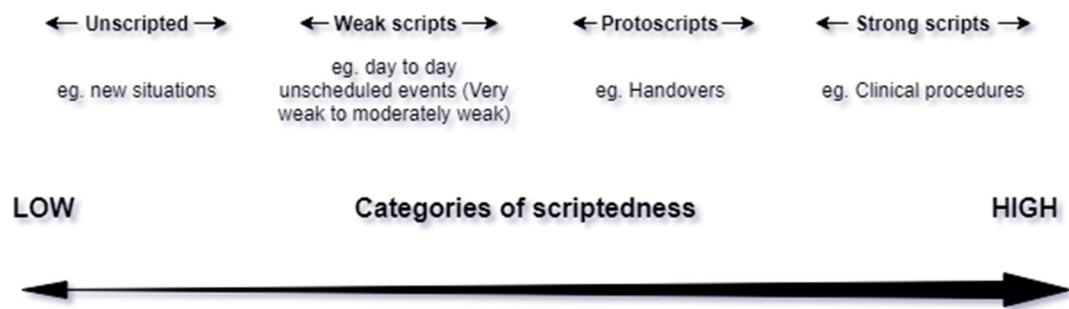 Unscripted
Weak scripts
Protoscripts
Strong scripts
eg. new situations
eg. day to day
unscheduled events (Very
weak to moderately weak)
eg. Handovers
eg. Clinical procedures
LOW
Categories of scriptedness
HIGH